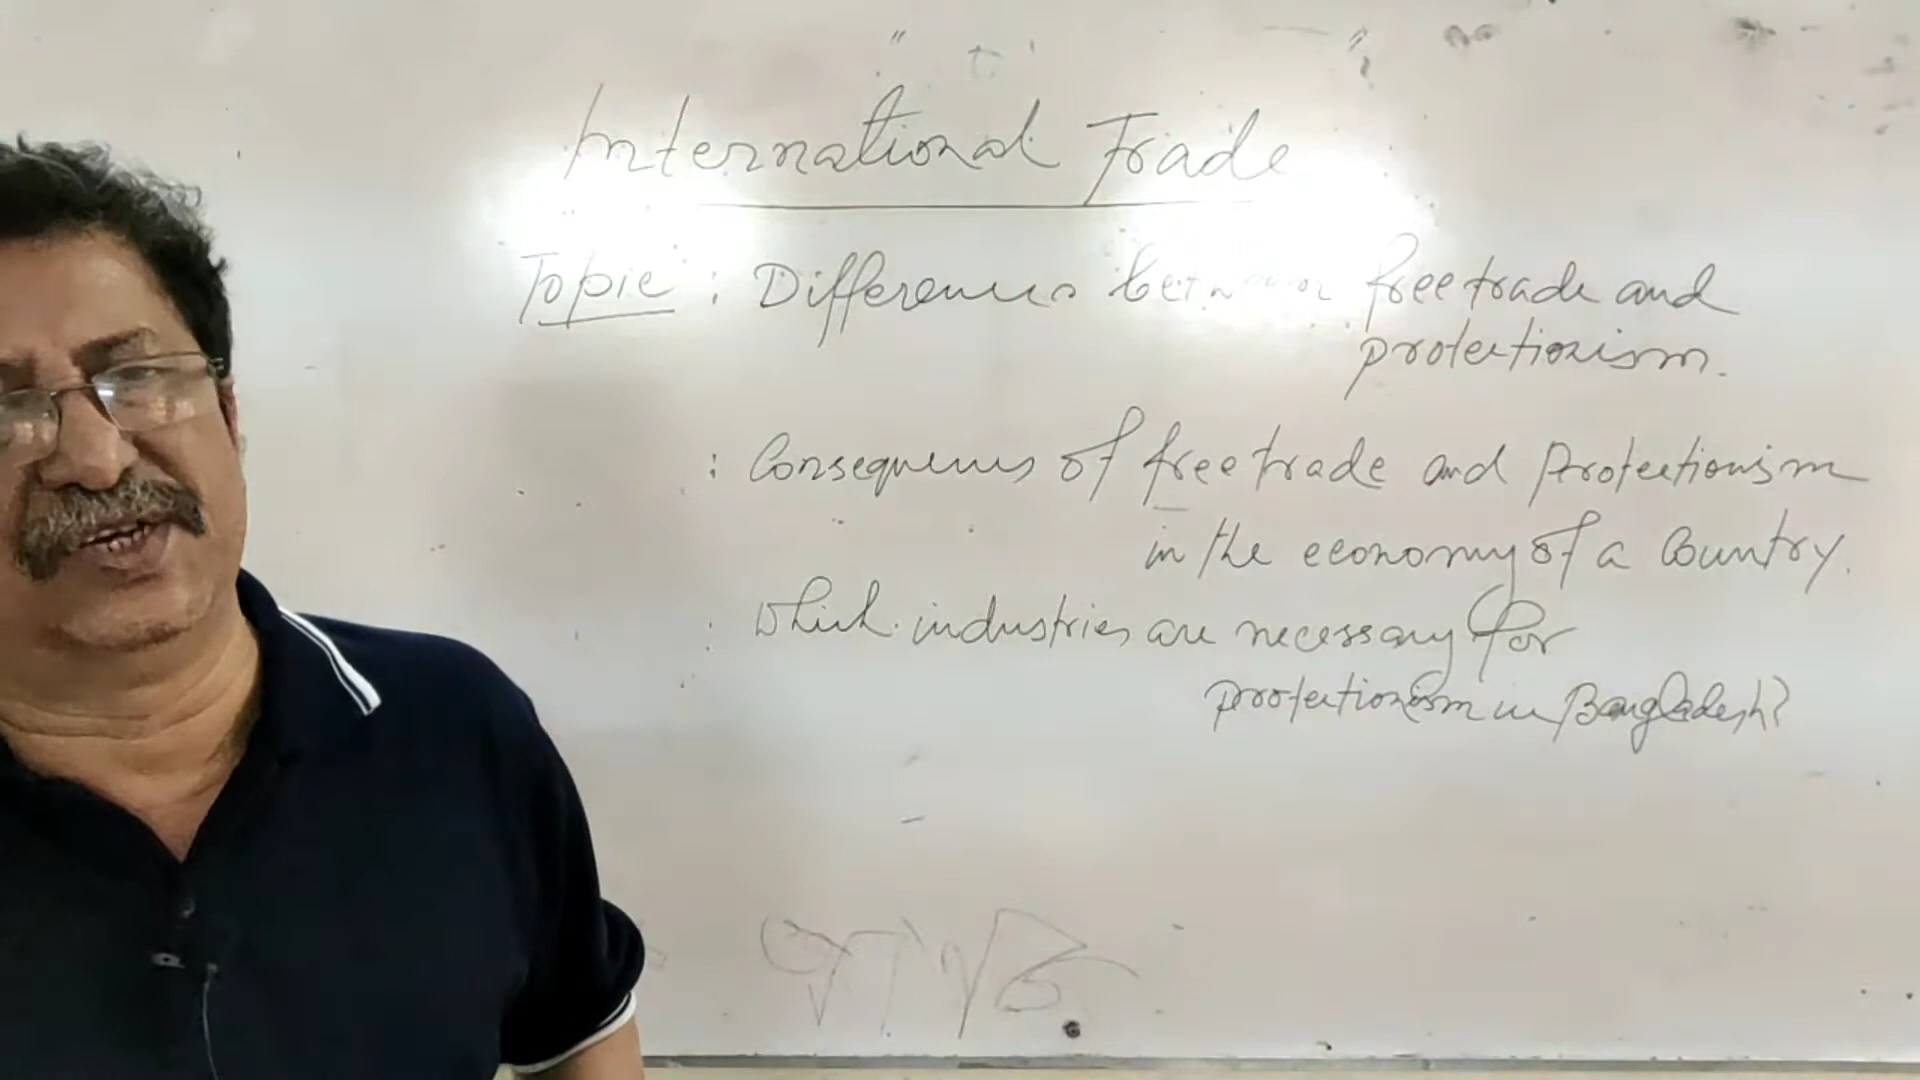 International Trade
Topic : Differences between free trade and
protectionism.
: Consequences of free trade and Protectionism
in the economy of a Country.
: Which industries are necessary for
protectionism in Bangladesh?